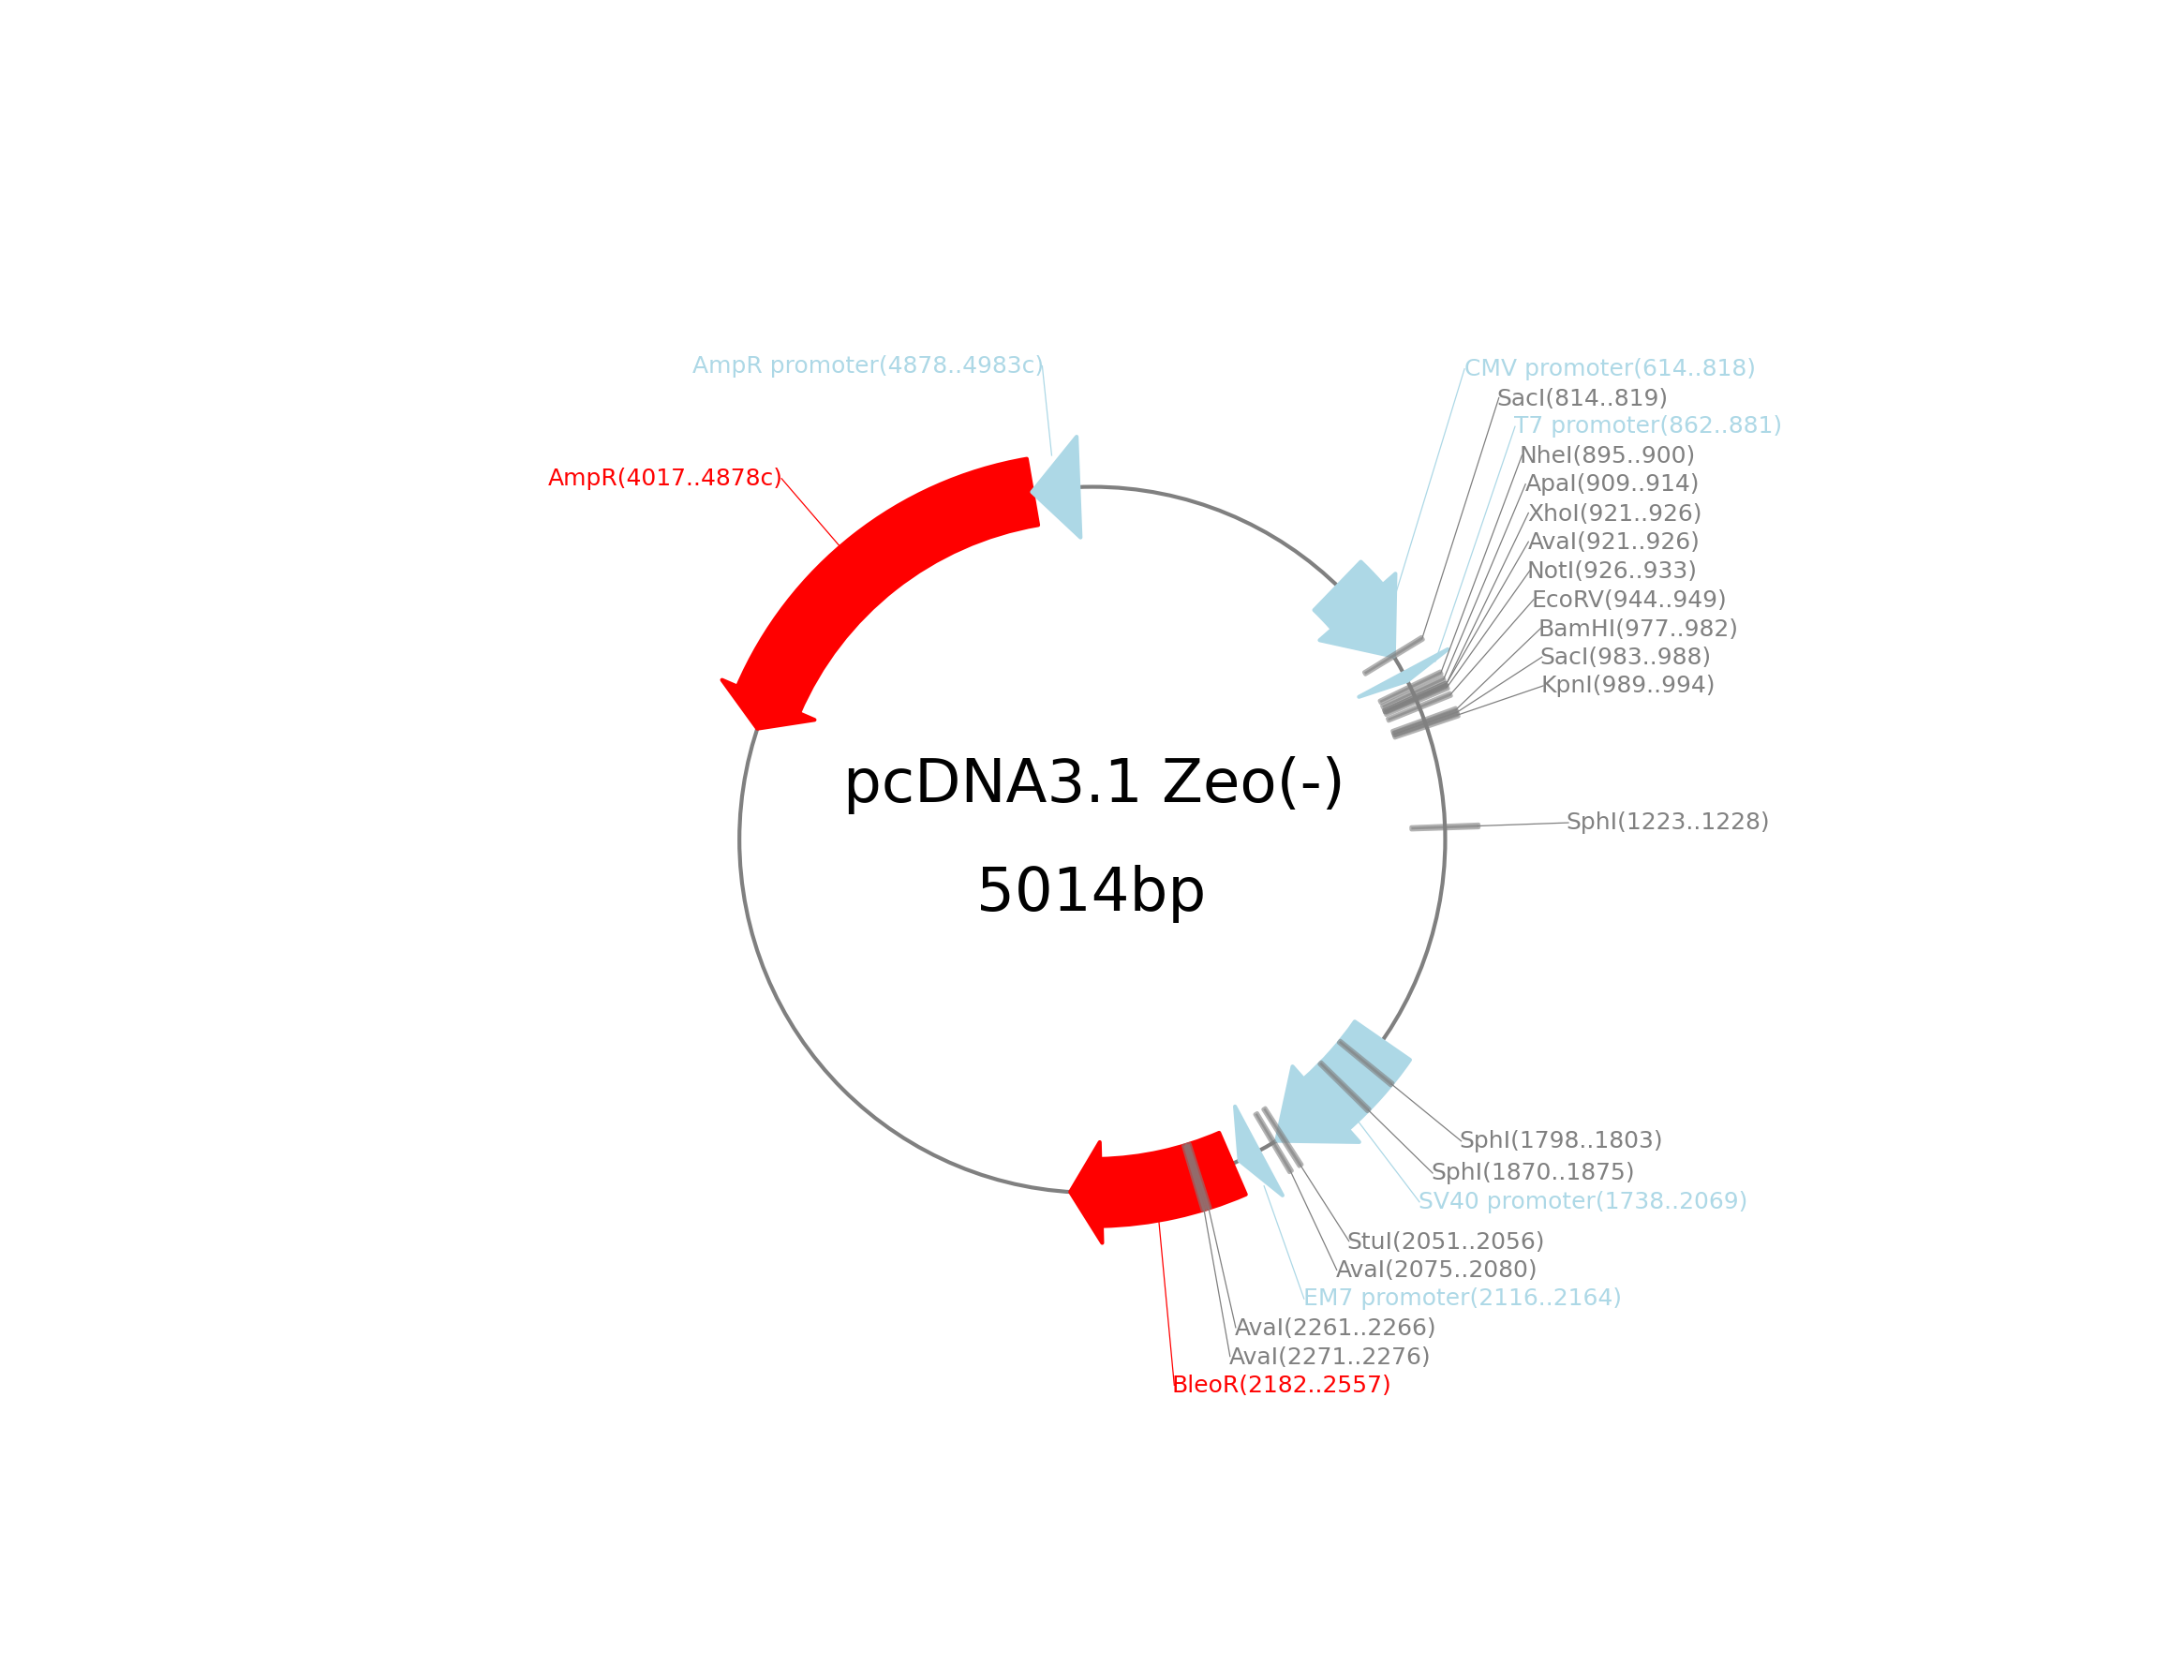 AmpR promoter(4878..4983c)
CMV promoter(614..818)
SacI(814..819)
T7 promoter(862..881)
NheI(895..900)
AmpR(4017..4878c)
ApaI(909..914)
XhoI(921..926)
AvaI(921..926)
NotI(926..933)
EcoRV(944..949)
BamHI(977..982)
SacI(983..988)
KpnI(989..994)
pcDNA3.1 Zeo(-)
SphI(1223..1228)
5014bp
SphI(1798..1803)
SphI(1870..1875)
SV40 promoter(1738..2069)
StuI(2051..2056)
AvaI(2075..2080)
EM7 promoter(2116..2164)
AvaI(2261..2266)
AvaI(2271..2276)
BleoR(2182..2557)